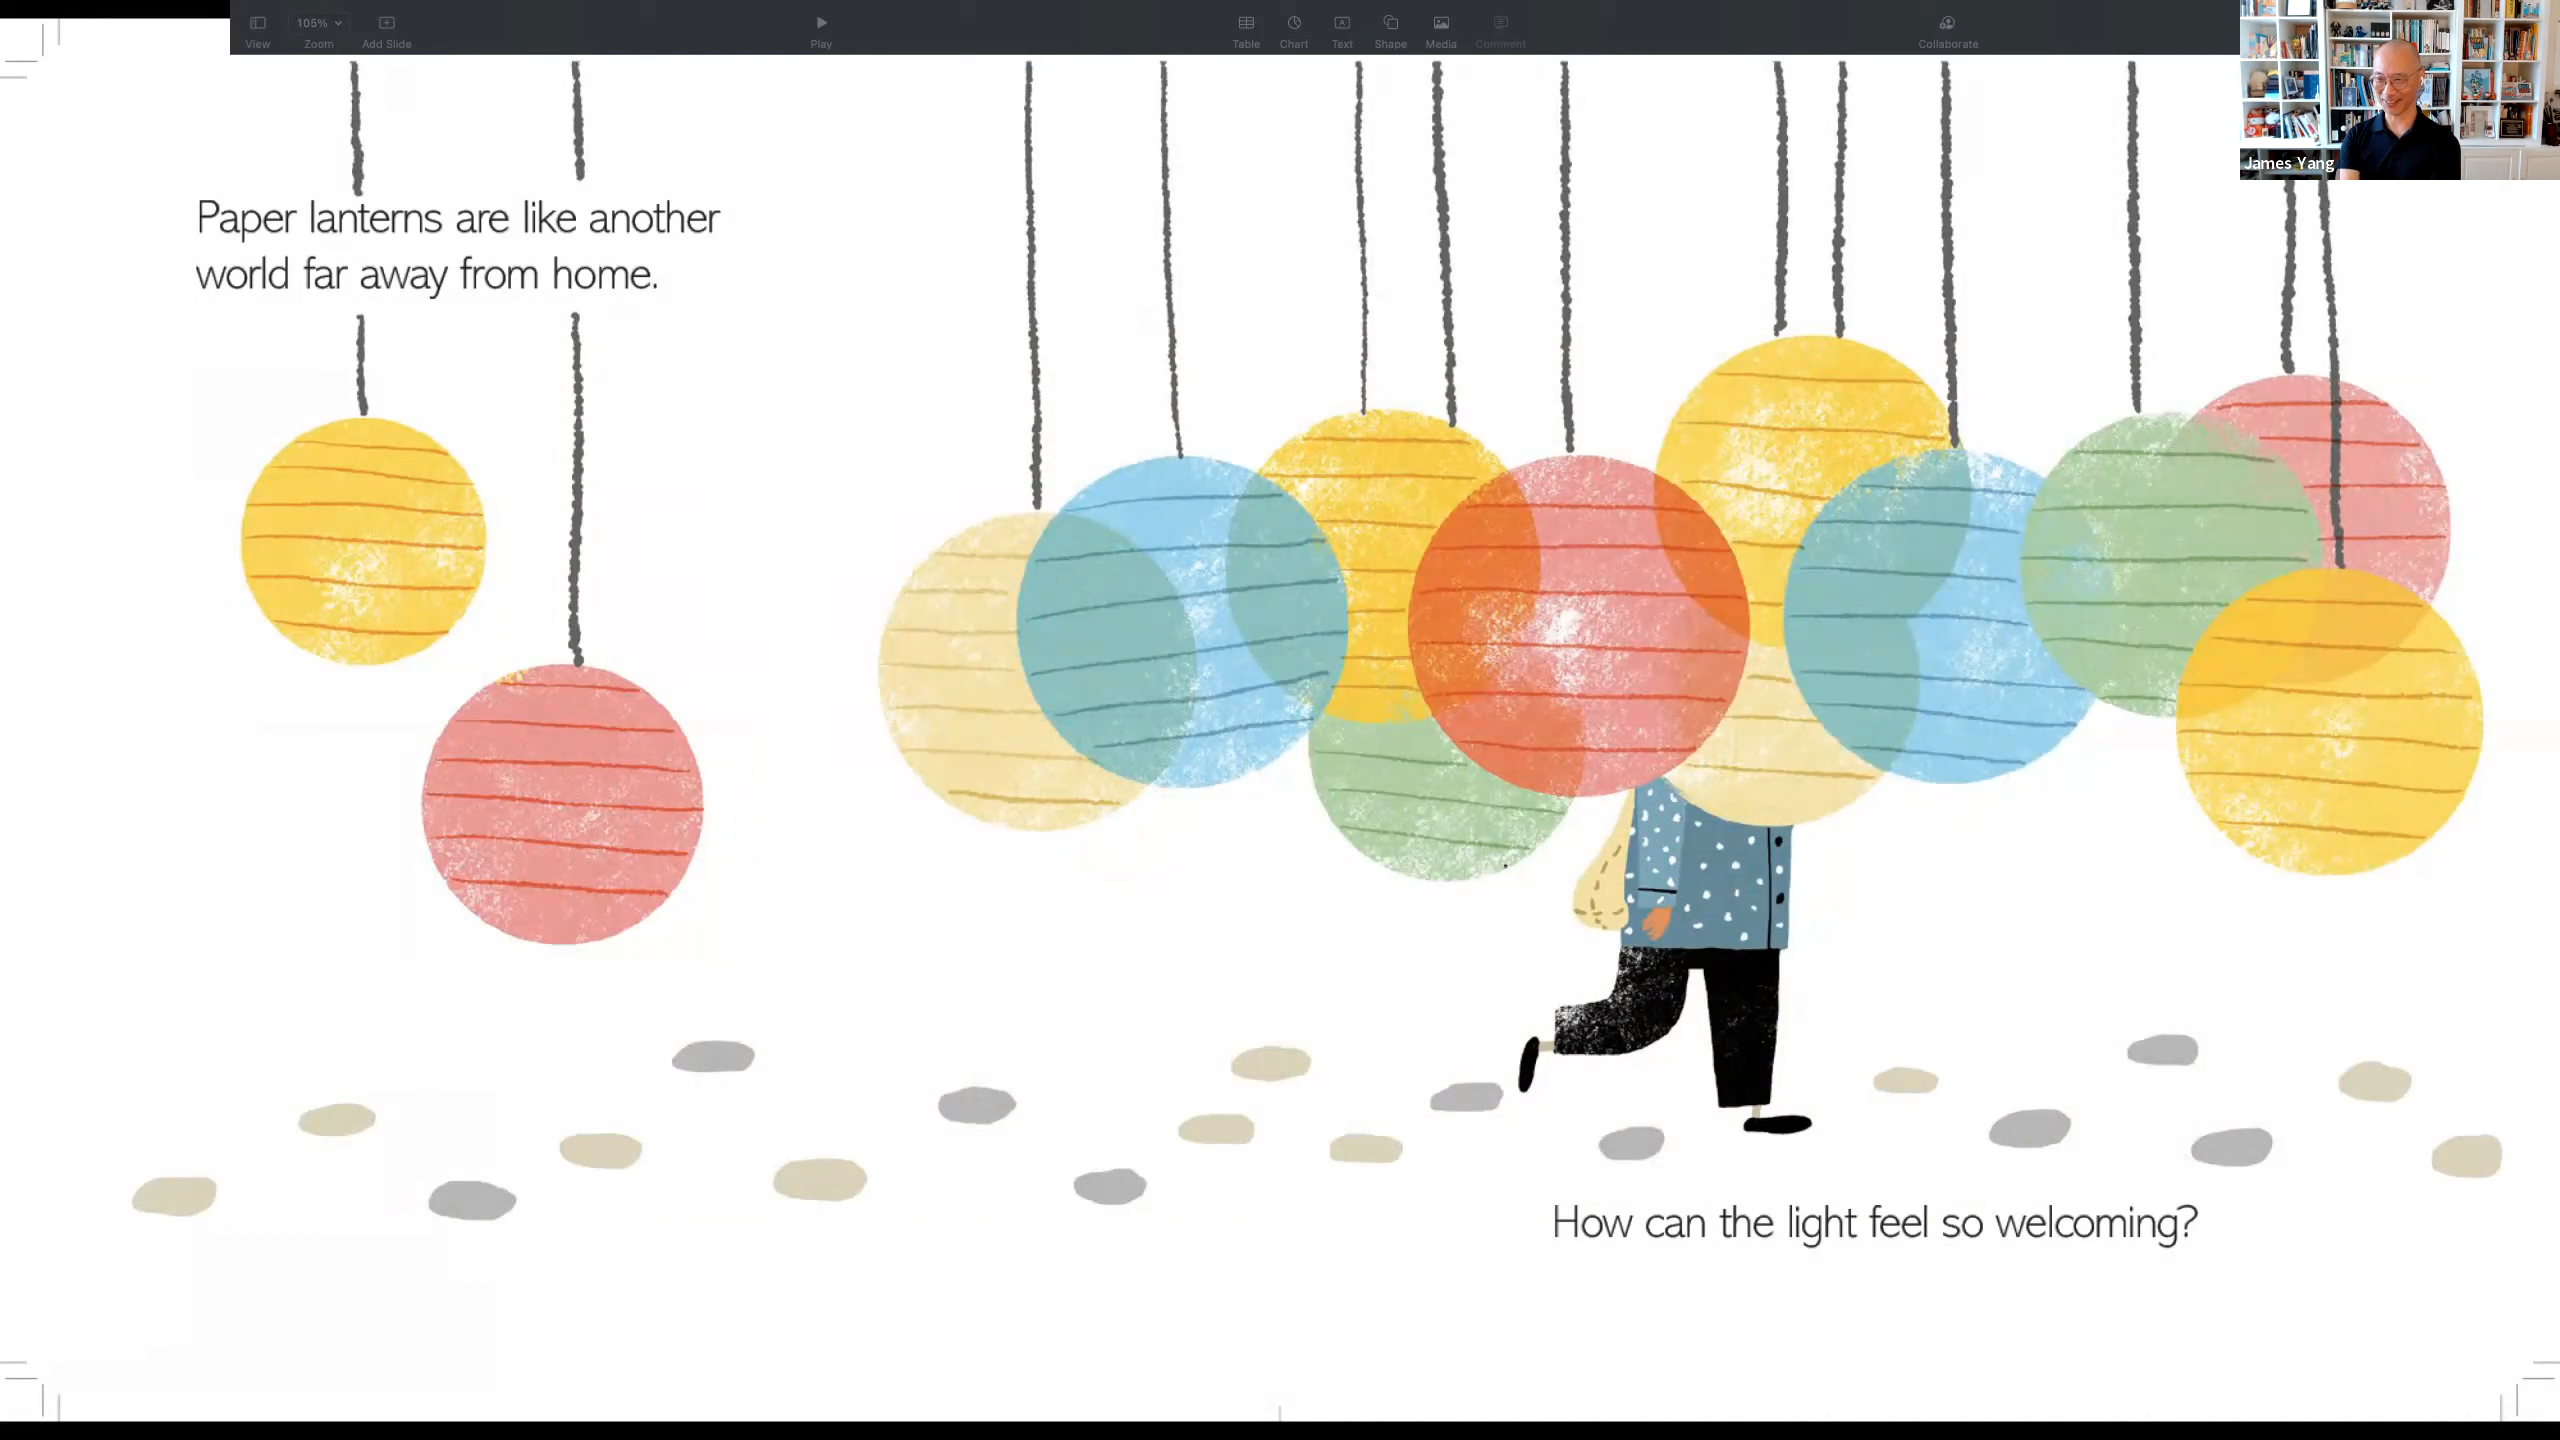 105%
View
Zoom
Add Slide
Play
Table
Chart
Text
Shape
Media
Comment
Collaborate
James Yang
Paper lanterns are like another
world far away from home.
How can the light feel so welcoming?